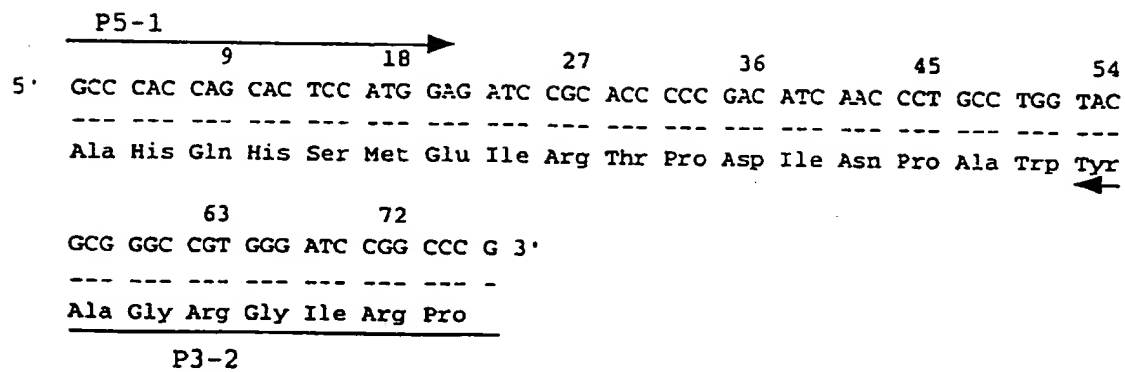 P5-1
9 18 27 36 45 54
5' GCC CAC CAG CAC TCC ATG GAG ATC CGC ACC CCC GAC ATC AAC CCT GCC TGG TAC
--- --- --- --- --- --- --- --- --- --- --- --- --- --- --- --- --- ---
Ala His Gln His Ser Met Glu Ile Arg Thr Pro Asp Ile Asn Pro Ala Trp Tyr
63 72
GCG GGC CGT GGG ATC CGG CCC G 3'
--- --- --- --- --- --- --- -
Ala Gly Arg Gly Ile Arg Pro
P3-2